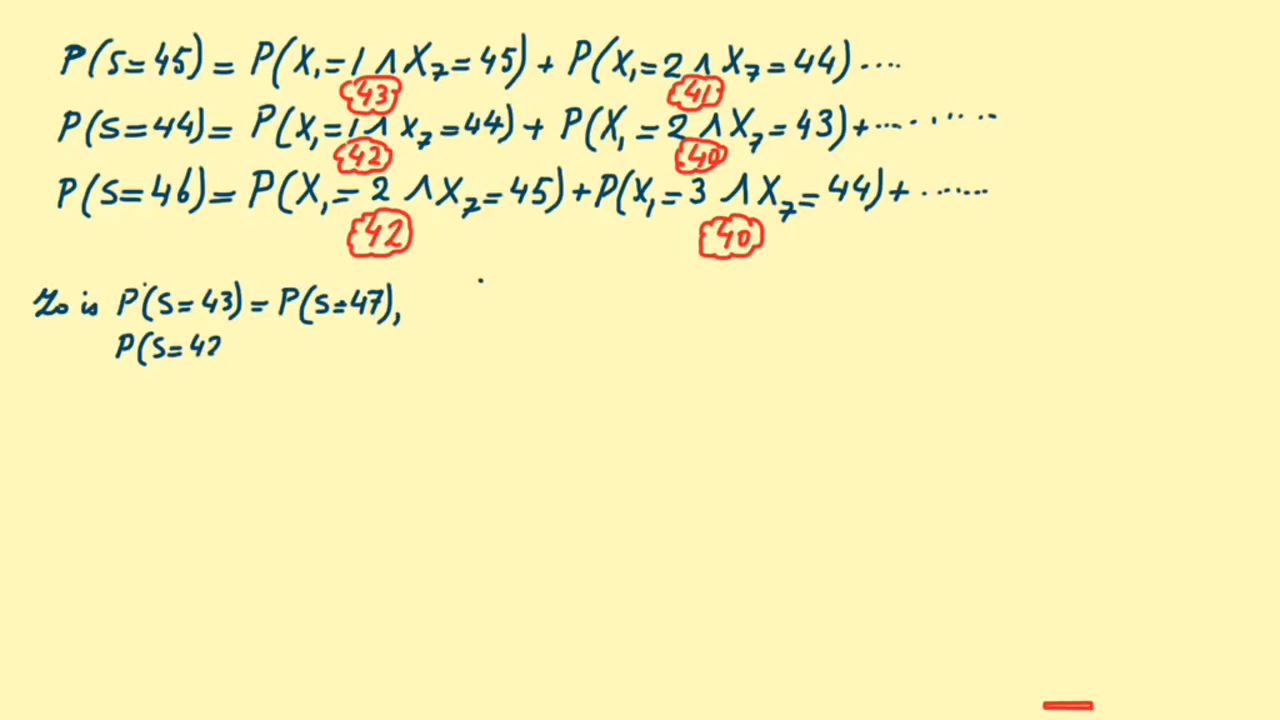 P(S=45) = P(X₁=1 ∧ X₇=45) + P(X₁=2 ∧ X₇=44) ....
43 41
P(S=44) = P(X₁=1 ∧ X₇=44) + P(X₁=2 ∧ X₇=43) + ........
42 40
P(S=46) = P(X₁=2 ∧ X₇=45) + P(X₁=3 ∧ X₇=44) + ......
42 40
Zo is P(S=43) = P(S=47),
P(S=42